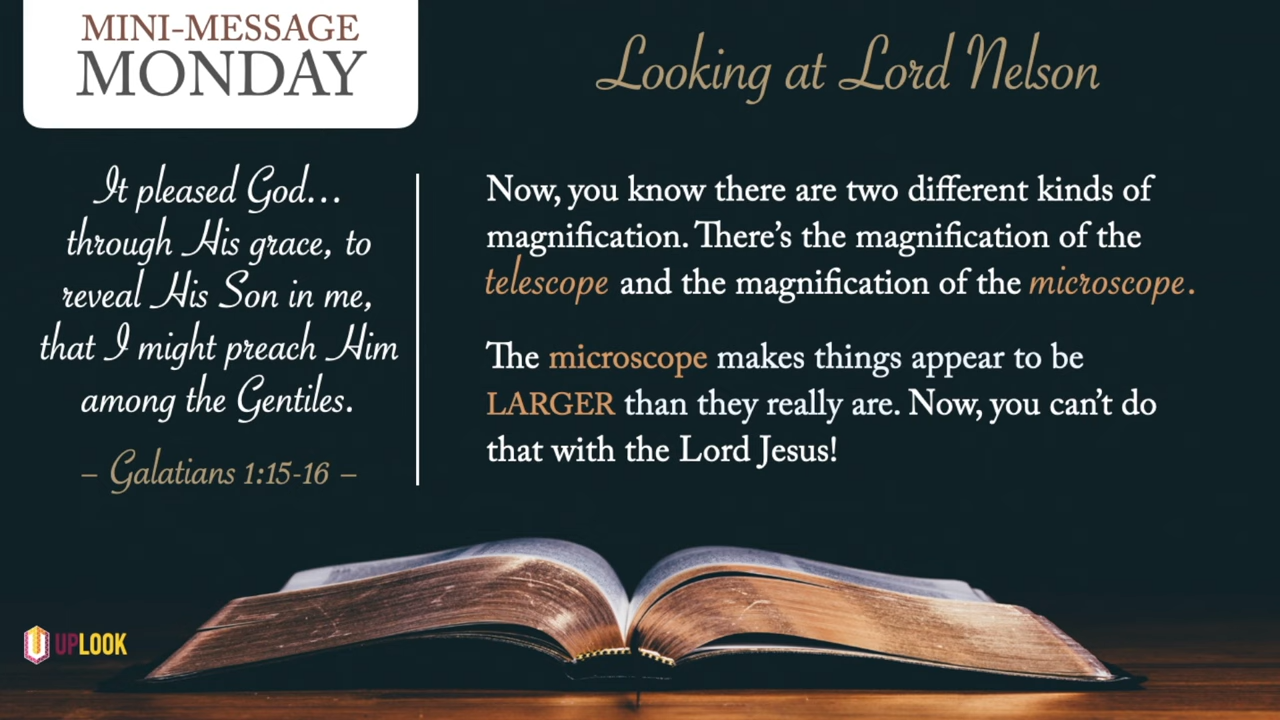 MINI-MESSAGE
MONDAY
Looking at Lord Nelson
It pleased God...
through His grace, to
reveal His Son in me,
that I might preach Him
among the Gentiles.
– Galatians 1:15-16 –
Now, you know there are two different kinds of
magnification. There's the magnification of the
telescope and the magnification of the microscope.
The microscope makes things appear to be
LARGER than they really are. Now, you can't do
that with the Lord Jesus!
UPLOOK